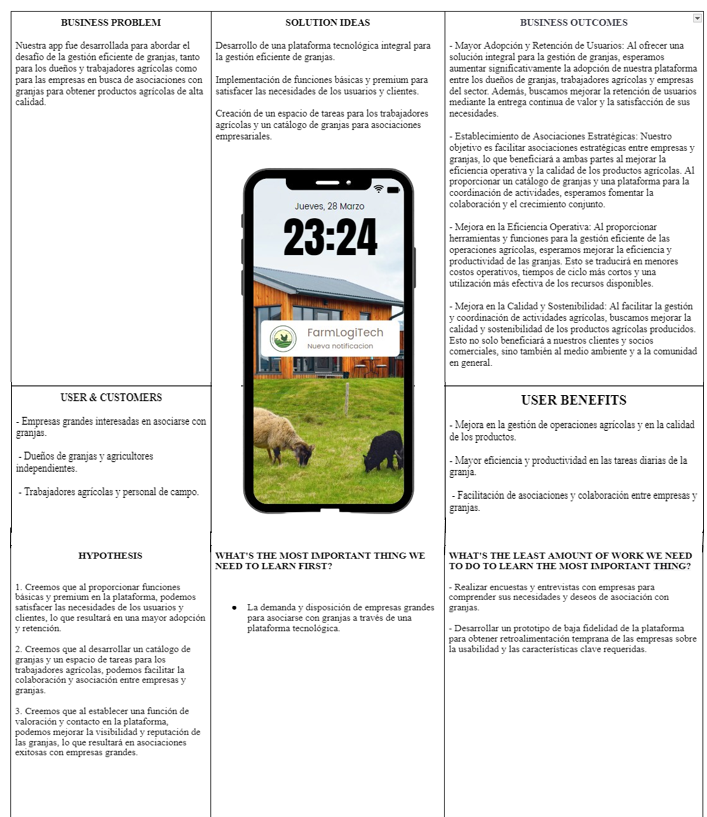 BUSINESS PROBLEM
Nuestra app fue desarrollada para abordar el
desafío de la gestión eficiente de granjas, tanto
para los dueños y trabajadores agrícolas como
para las empresas en busca de asociaciones con
granjas para obtener productos agrícolas de alta
calidad.
SOLUTION IDEAS
Desarrollo de una plataforma tecnológica integral para
la gestión eficiente de granjas.
Implementación de funciones básicas y premium para
satisfacer las necesidades de los usuarios y clientes.
Creación de un espacio de tareas para los trabajadores
agrícolas y un catálogo de granjas para asociaciones
empresariales.
Jueves, 28 Marzo
23:24
FarmLogiTech
Nueva notificacion
BUSINESS OUTCOMES
- Mayor Adopción y Retención de Usuarios: Al ofrecer una
solución integral para la gestión de granjas, esperamos
aumentar significativamente la adopción de nuestra plataforma
entre los dueños de granjas, trabajadores agrícolas y empresas
del sector. Además, buscamos mejorar la retención de usuarios
mediante la entrega continua de valor y la satisfacción de sus
necesidades.
- Establecimiento de Asociaciones Estratégicas: Nuestro
objetivo es facilitar asociaciones estratégicas entre empresas y
granjas, lo que beneficiará a ambas partes al mejorar la
eficiencia operativa y la calidad de los productos agrícolas. Al
proporcionar un catálogo de granjas y una plataforma para la
coordinación de actividades, esperamos fomentar la
colaboración y el crecimiento conjunto.
- Mejora en la Eficiencia Operativa: Al proporcionar
herramientas y funciones para la gestión eficiente de las
operaciones agrícolas, esperamos mejorar la eficiencia y
productividad de las granjas. Esto se traducirá en menores
costos operativos, tiempos de ciclo más cortos y una
utilización más efectiva de los recursos disponibles.
- Mejora en la Calidad y Sostenibilidad: Al facilitar la gestión
y coordinación de actividades agrícolas, buscamos mejorar la
calidad y sostenibilidad de los productos agrícolas producidos.
Esto no solo beneficiará a nuestros clientes y socios
comerciales, sino también al medio ambiente y a la comunidad
en general.
USER & CUSTOMERS
- Empresas grandes interesadas en asociarse con
granjas.
- Dueños de granjas y agricultores
independientes.
- Trabajadores agrícolas y personal de campo.
USER BENEFITS
- Mejora en la gestión de operaciones agrícolas y en la calidad
de los productos.
- Mayor eficiencia y productividad en las tareas diarias de la
granja.
- Facilitación de asociaciones y colaboración entre empresas y
granjas.
HYPOTHESIS
1. Creemos que al proporcionar funciones
básicas y premium en la plataforma, podemos
satisfacer las necesidades de los usuarios y
clientes, lo que resultará en una mayor adopción
y retención.
2. Creemos que al desarrollar un catálogo de
granjas y un espacio de tareas para los
trabajadores agrícolas, podemos facilitar la
colaboración y asociación entre empresas y
granjas.
3. Creemos que al establecer una función de
valoración y contacto en la plataforma,
podemos mejorar la visibilidad y reputación de
las granjas, lo que resultará en asociaciones
exitosas con empresas grandes.
WHAT'S THE MOST IMPORTANT THING WE
NEED TO LEARN FIRST?
● La demanda y disposición de empresas grandes
para asociarse con granjas a través de una
plataforma tecnológica.
WHAT'S THE LEAST AMOUNT OF WORK WE NEED
TO DO TO LEARN THE MOST IMPORTANT THING?
- Realizar encuestas y entrevistas con empresas para
comprender sus necesidades y deseos de asociación con
granjas.
- Desarrollar un prototipo de baja fidelidad de la plataforma
para obtener retroalimentación temprana de las empresas sobre
la usabilidad y las características clave requeridas.